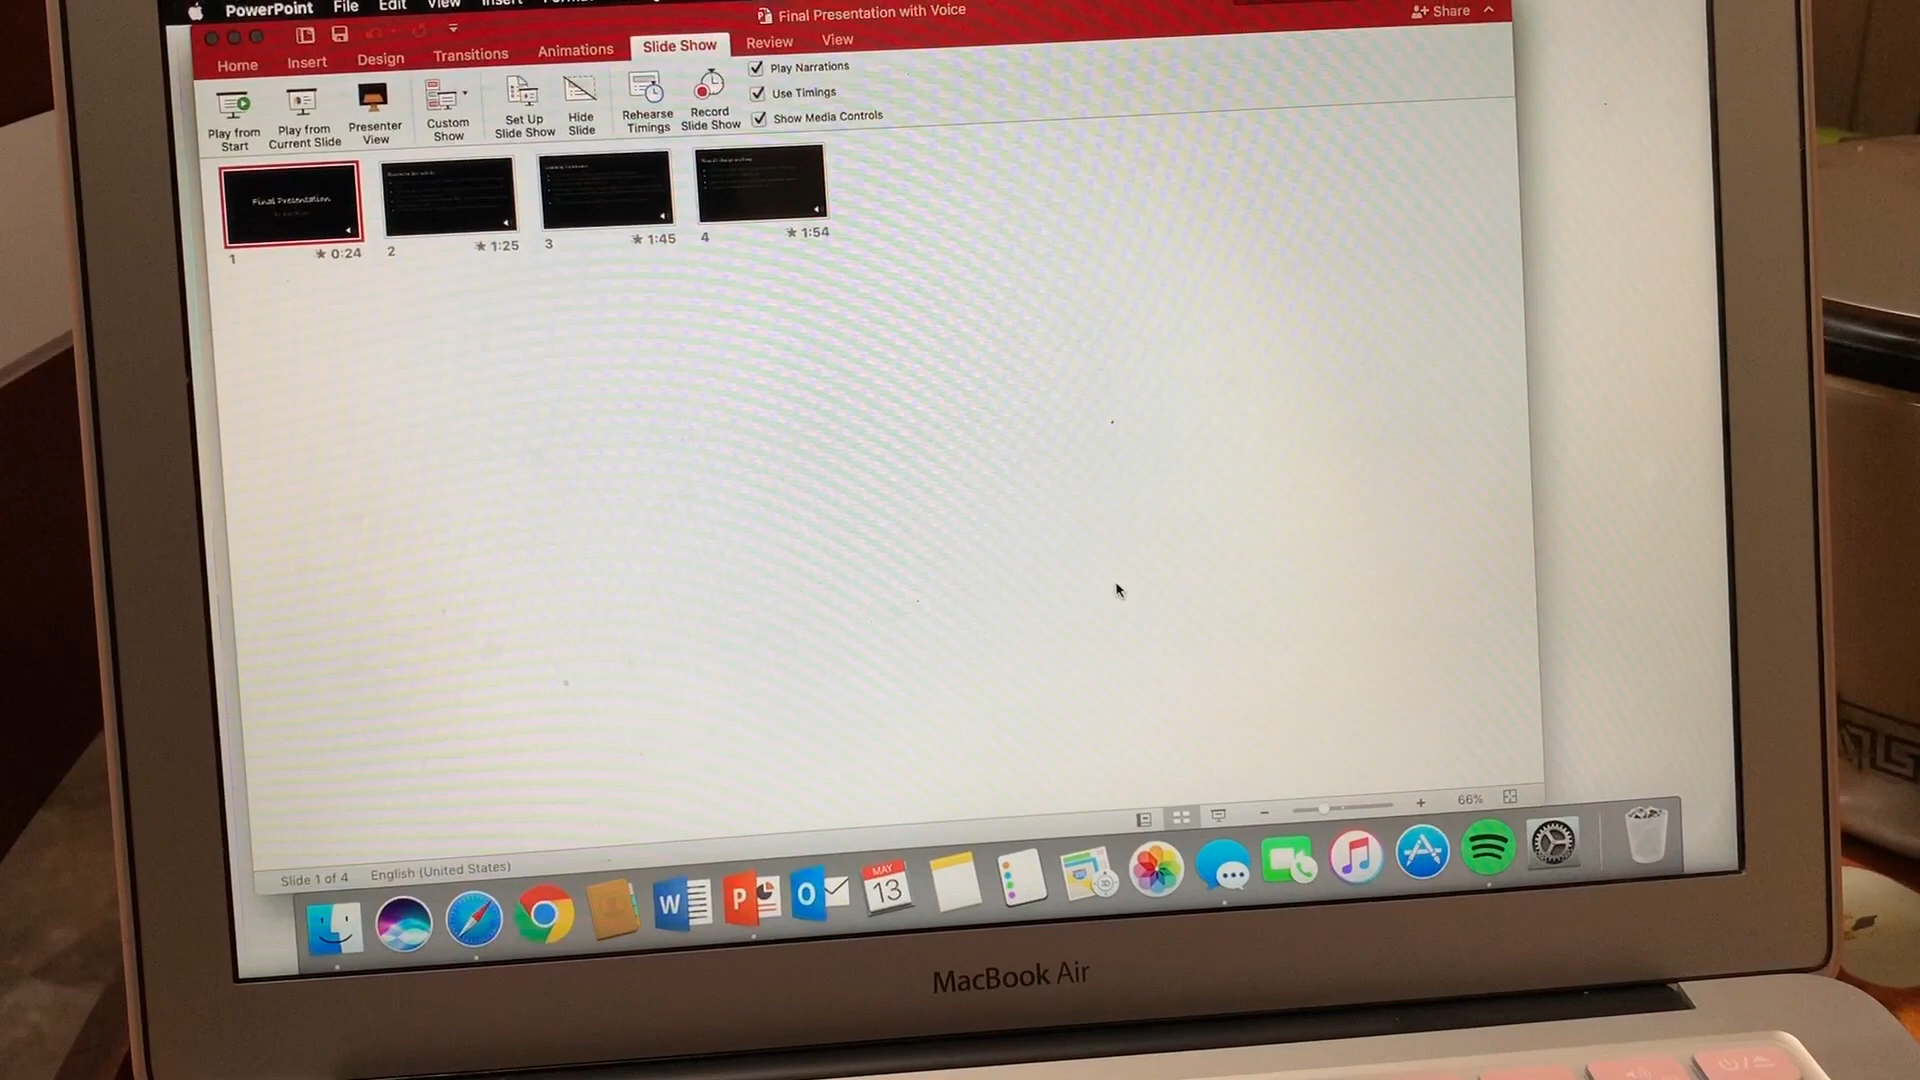 PowerPoint File Edit View Insert
Final Presentation with Voice
Share
Home Insert Design Transitions Animations Slide Show Review View
Play from Start
Play from Current Slide
Presenter View
Custom Show
Set Up Slide Show
Hide Slide
Rehearse Timings
Record Slide Show
Play Narrations
Use Timings
Show Media Controls
Final Presentation
1 0:24 2 1:25 3 1:45 4 1:54
66%
Slide 1 of 4 English (United States)
W P O
MAY
13
3D
MacBook Air